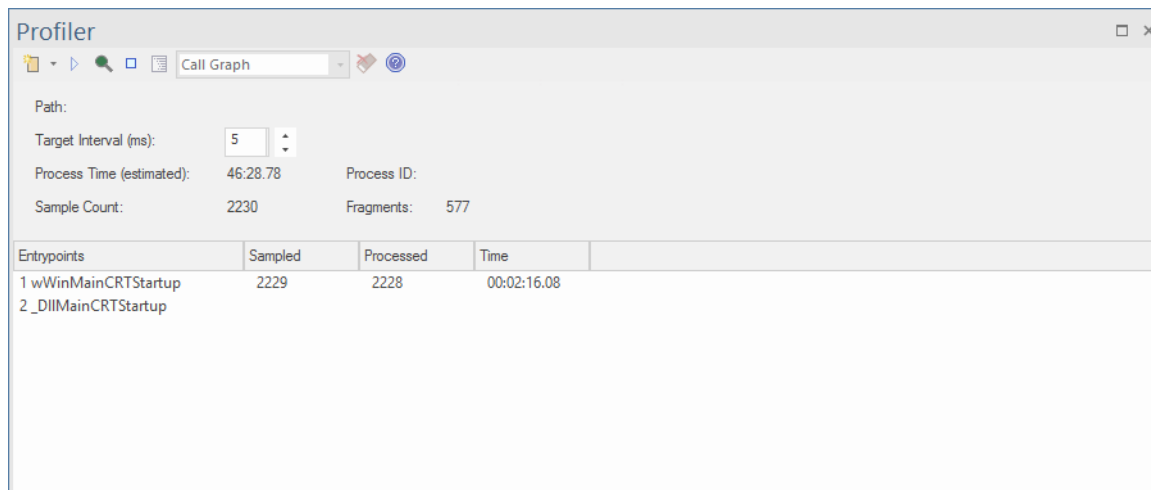 Profiler
Call Graph
Path:
Target Interval (ms): 5
Process Time (estimated): 46:28.78 Process ID:
Sample Count: 2230 Fragments: 577
Entrypoints Sampled Processed Time
1 wWinMainCRTStartup 2229 2228 00:02:16.08
2 _DllMainCRTStartup